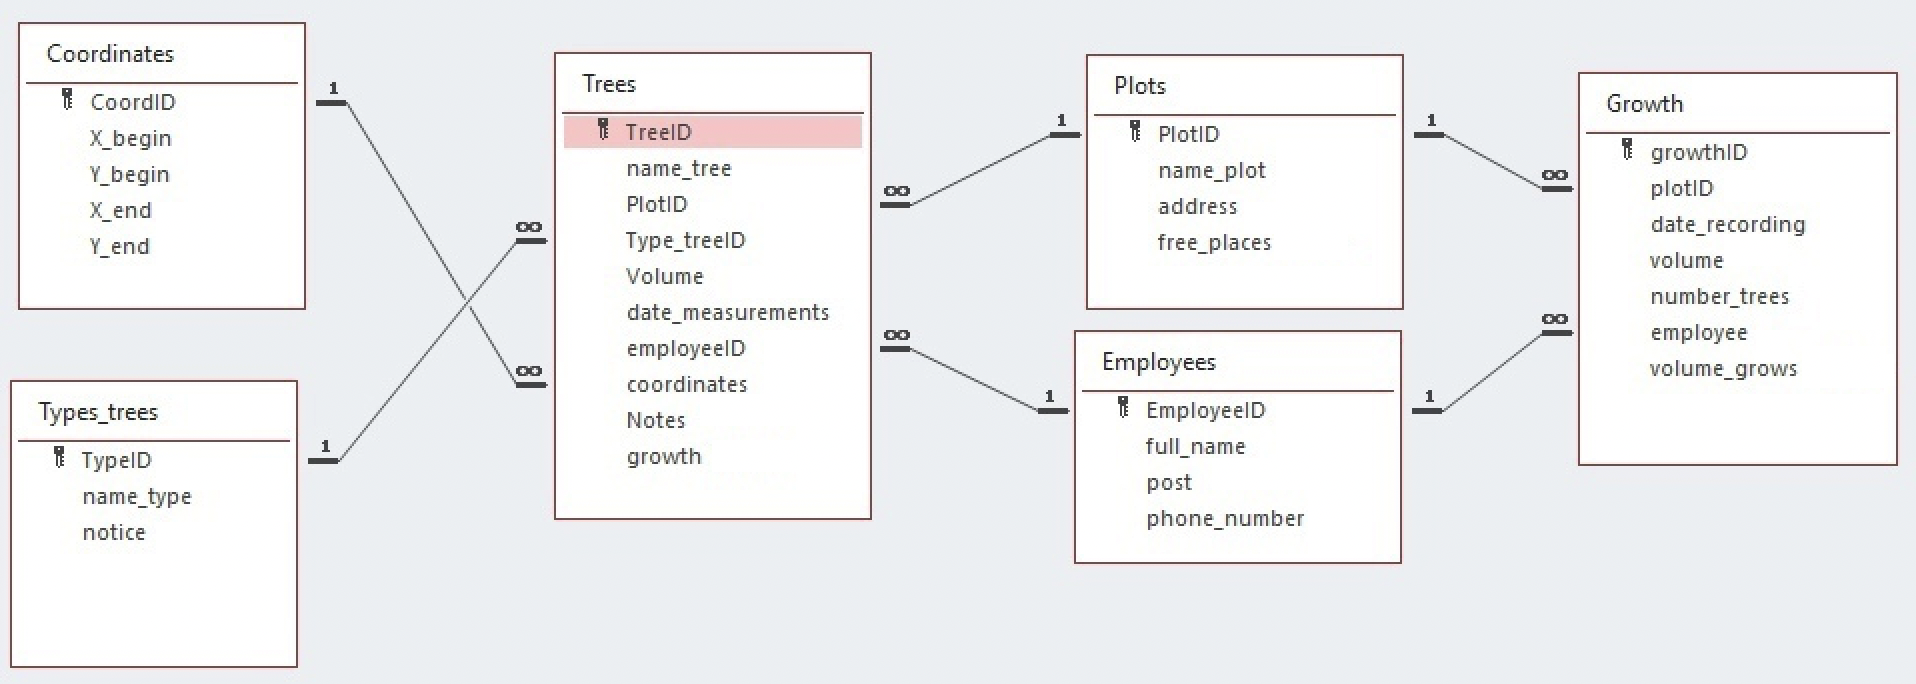 Coordinates
CoordID
X_begin
Y_begin
X_end
Y_end
1
∞
Types_trees
TypeID
name_type
notice
1
∞
Trees
TreeID
name_tree
PlotID
Type_treeID
Volume
date_measurements
employeeID
coordinates
Notes
growth
∞
1
∞
1
Plots
PlotID
name_plot
address
free_places
1
∞
Employees
EmployeeID
full_name
post
phone_number
1
∞
Growth
growthID
plotID
date_recording
volume
number_trees
employee
volume_grows